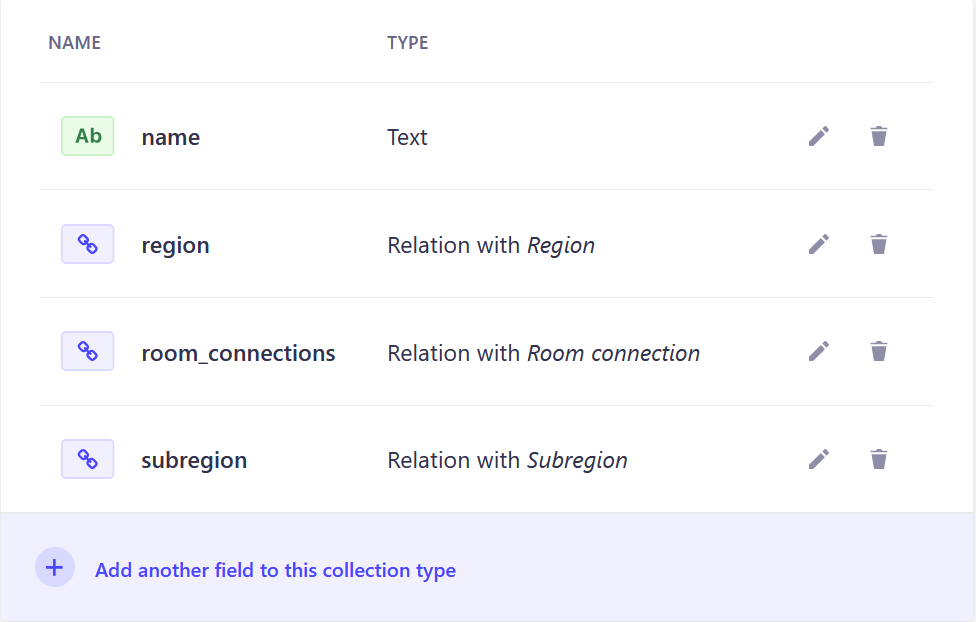 NAME TYPE
Ab name Text
region Relation with Region
room_connections Relation with Room connection
subregion Relation with Subregion
+ Add another field to this collection type